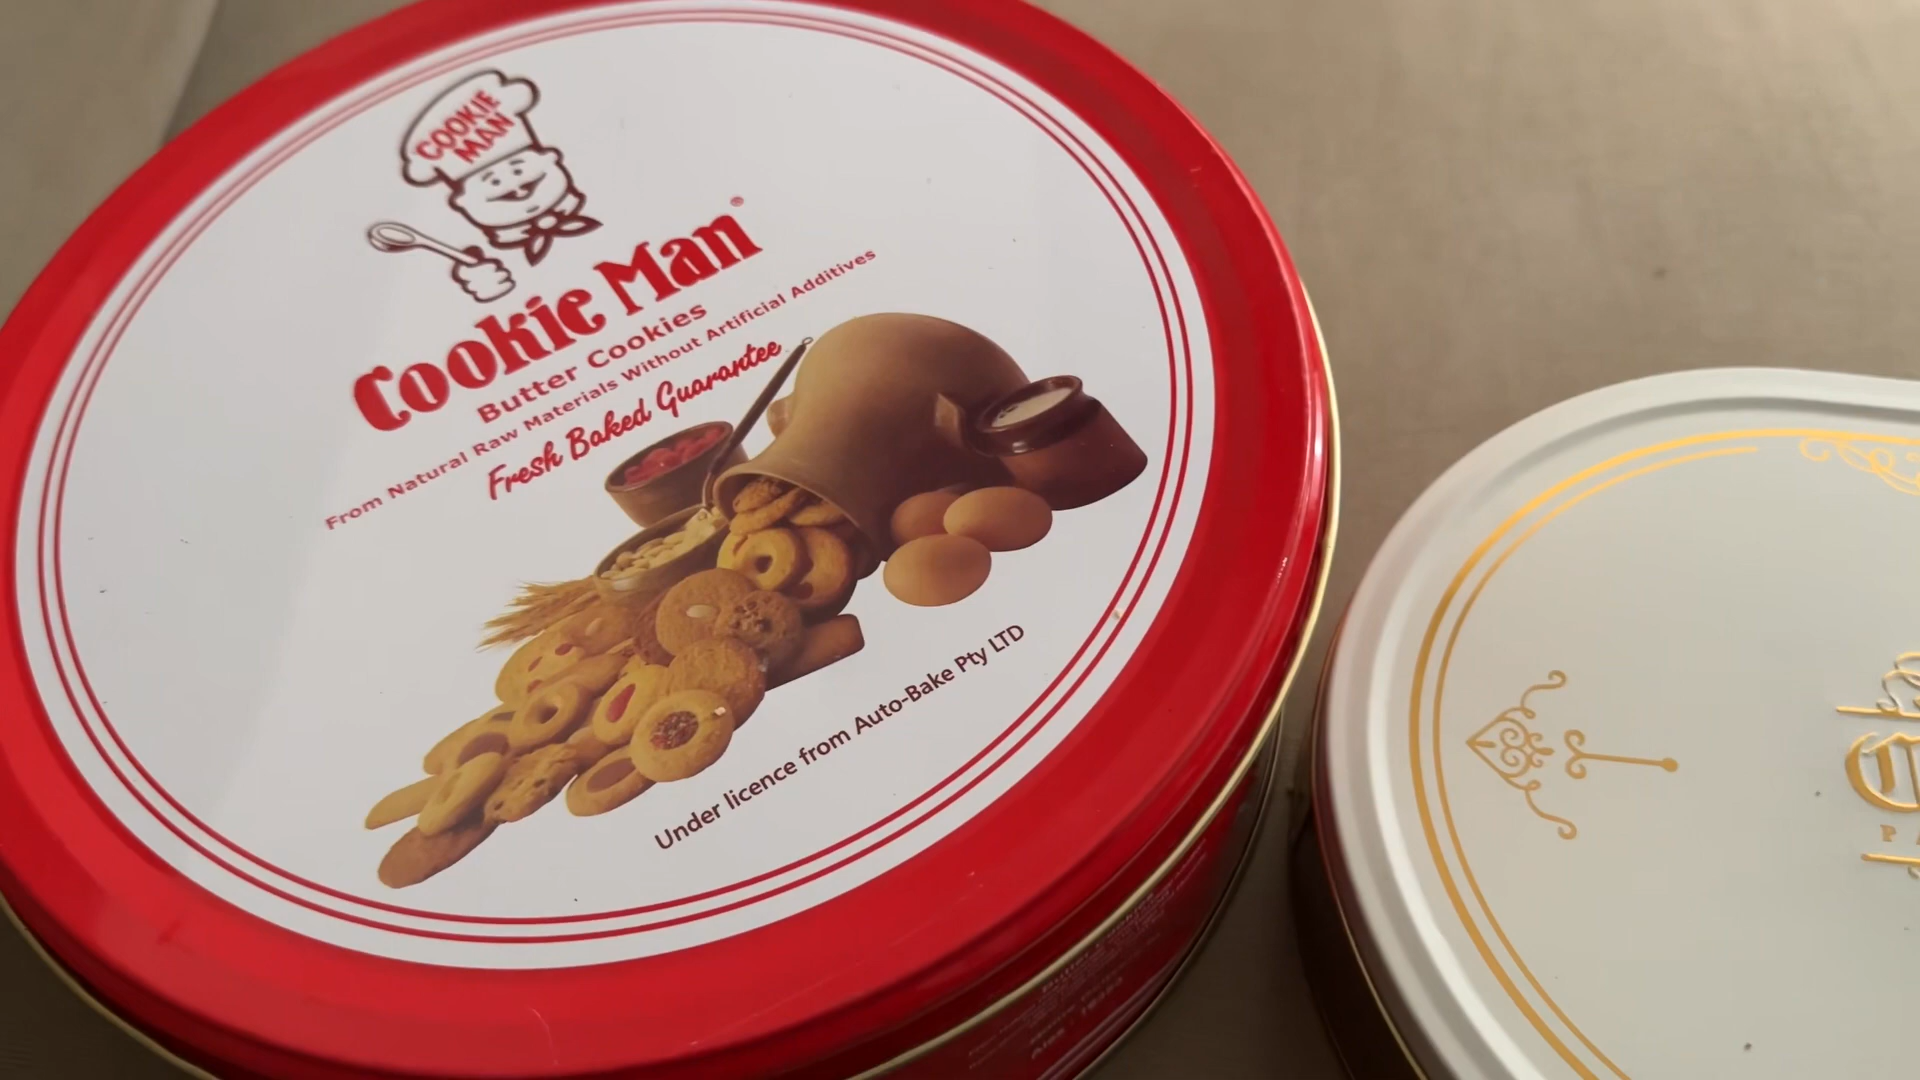 COOKIE
MAN
Cookie Man®
Butter Cookies
From Natural Raw Materials Without Artificial Additives
Fresh Baked Guarantee
Under licence from Auto-Bake Pty LTD